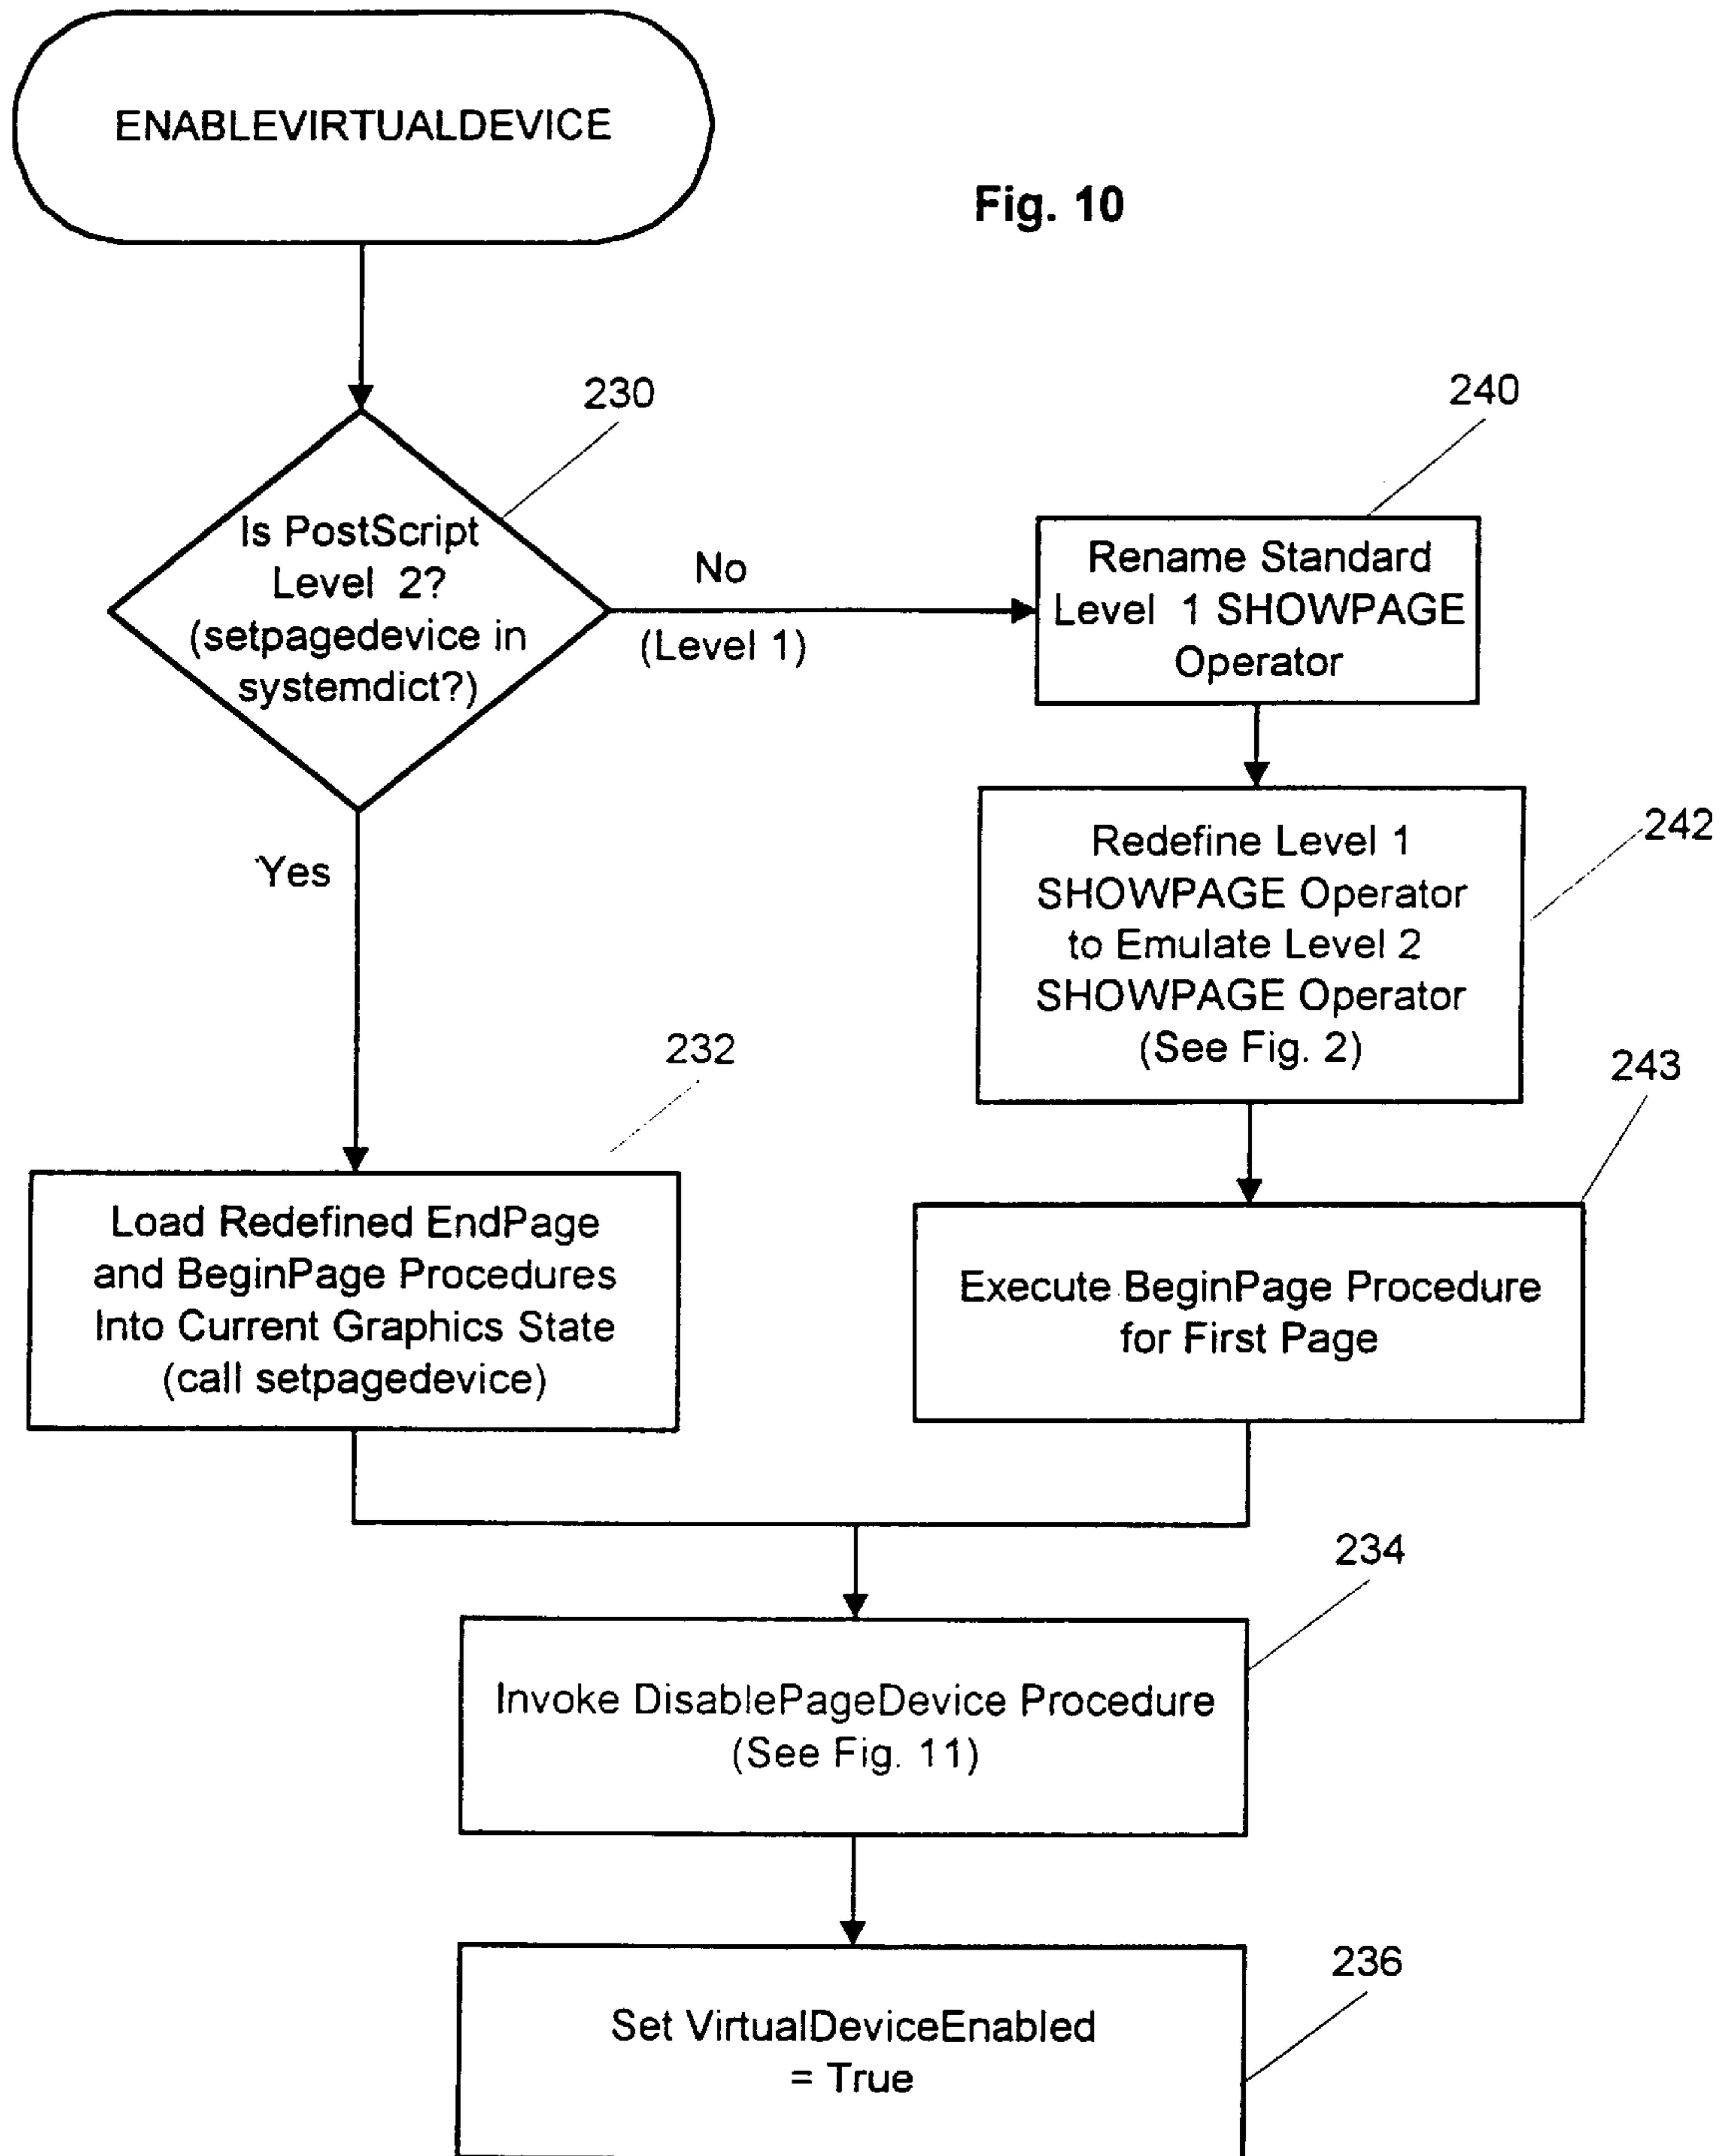 ENABLEVIRTUALDEVICE
Fig. 10
230
Is PostScript
Level 2?
(setpagedevice in
systemdict?)
No
(Level 1)
Yes
240
Rename Standard
Level 1 SHOWPAGE
Operator
242
Redefine Level 1
SHOWPAGE Operator
to Emulate Level 2
SHOWPAGE Operator
(See Fig. 2)
232
Load Redefined EndPage
and BeginPage Procedures
Into Current Graphics State
(call setpagedevice)
243
Execute BeginPage Procedure
for First Page
234
Invoke DisablePageDevice Procedure
(See Fig. 11)
236
Set VirtualDeviceEnabled
= True